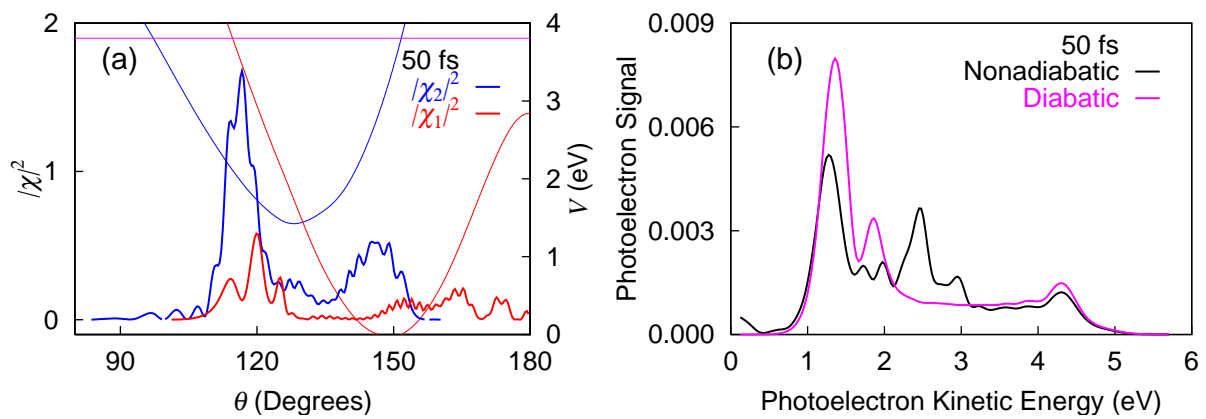 (a)
50 fs
|χ₂|²
|χ₁|²
2
1
0
|χ|²
4
3
2
1
0
V (eV)
90
120
150
180
θ (Degrees)
(b)
50 fs
Nonadiabatic
Diabatic
0.009
0.006
0.003
0.000
Photoelectron Signal
0
1
2
3
4
5
6
Photoelectron Kinetic Energy (eV)